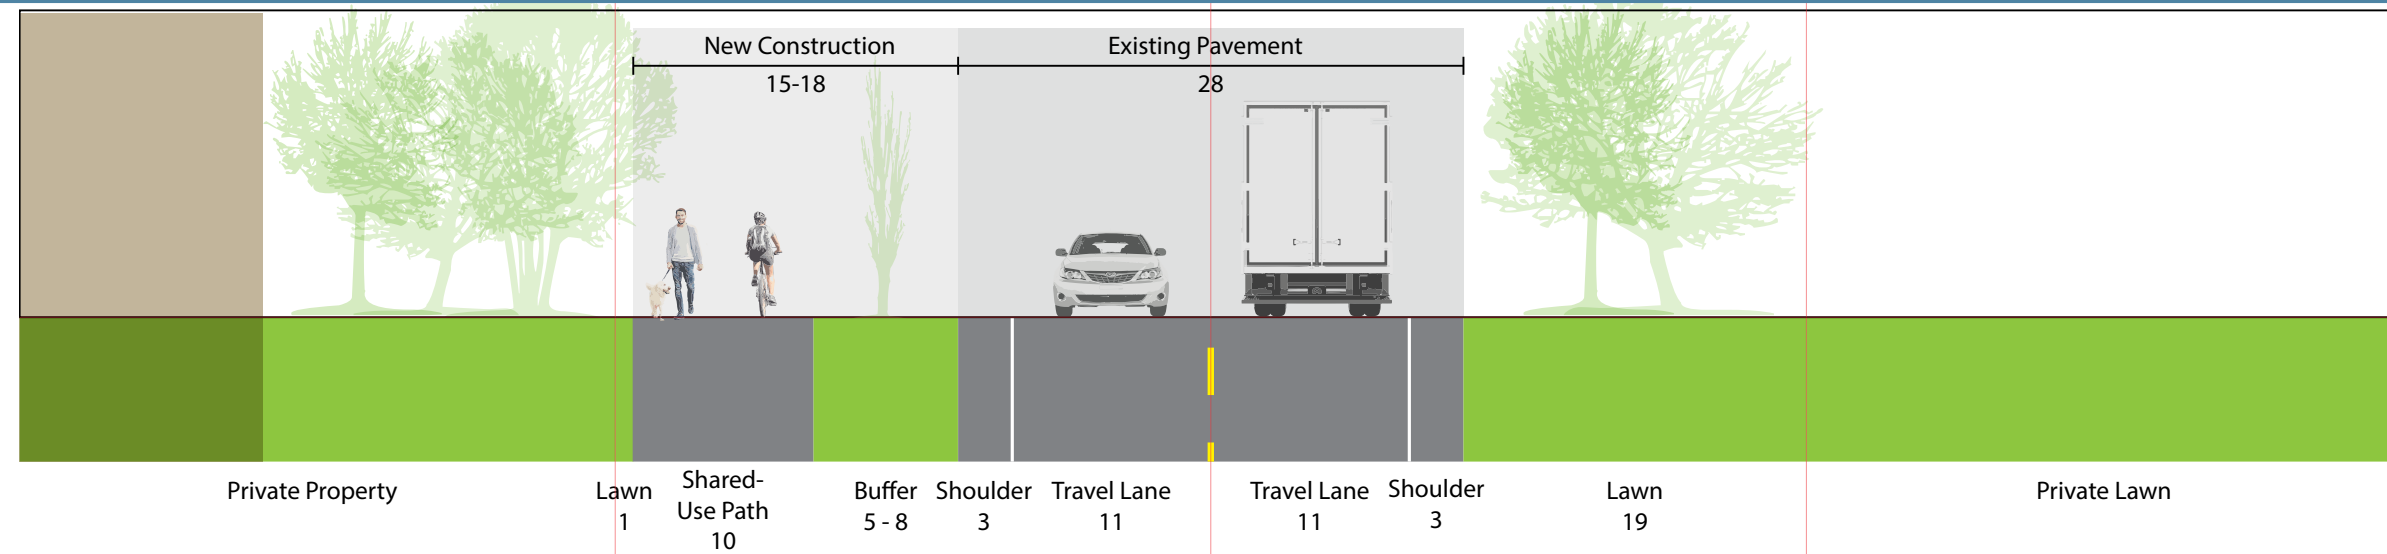 New Construction
15-18
Existing Pavement
28
Private Property
Lawn
1
Shared-
Use Path
10
Buffer
5 - 8
Shoulder
3
Travel Lane
11
Travel Lane
11
Shoulder
3
Lawn
19
Private Lawn